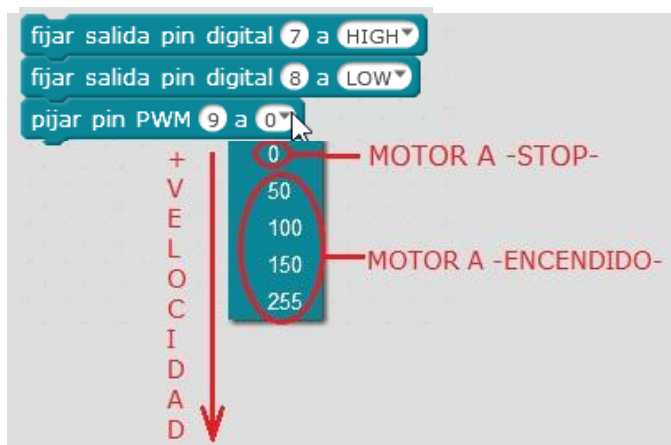 fijar salida pin digital 7 a HIGH
fijar salida pin digital 8 a LOW
pijar pin PWM 9 a 0
0
MOTOR A -STOP-
50
100
150
255
MOTOR A -ENCENDIDO-
+
V
E
L
O
C
I
D
A
D